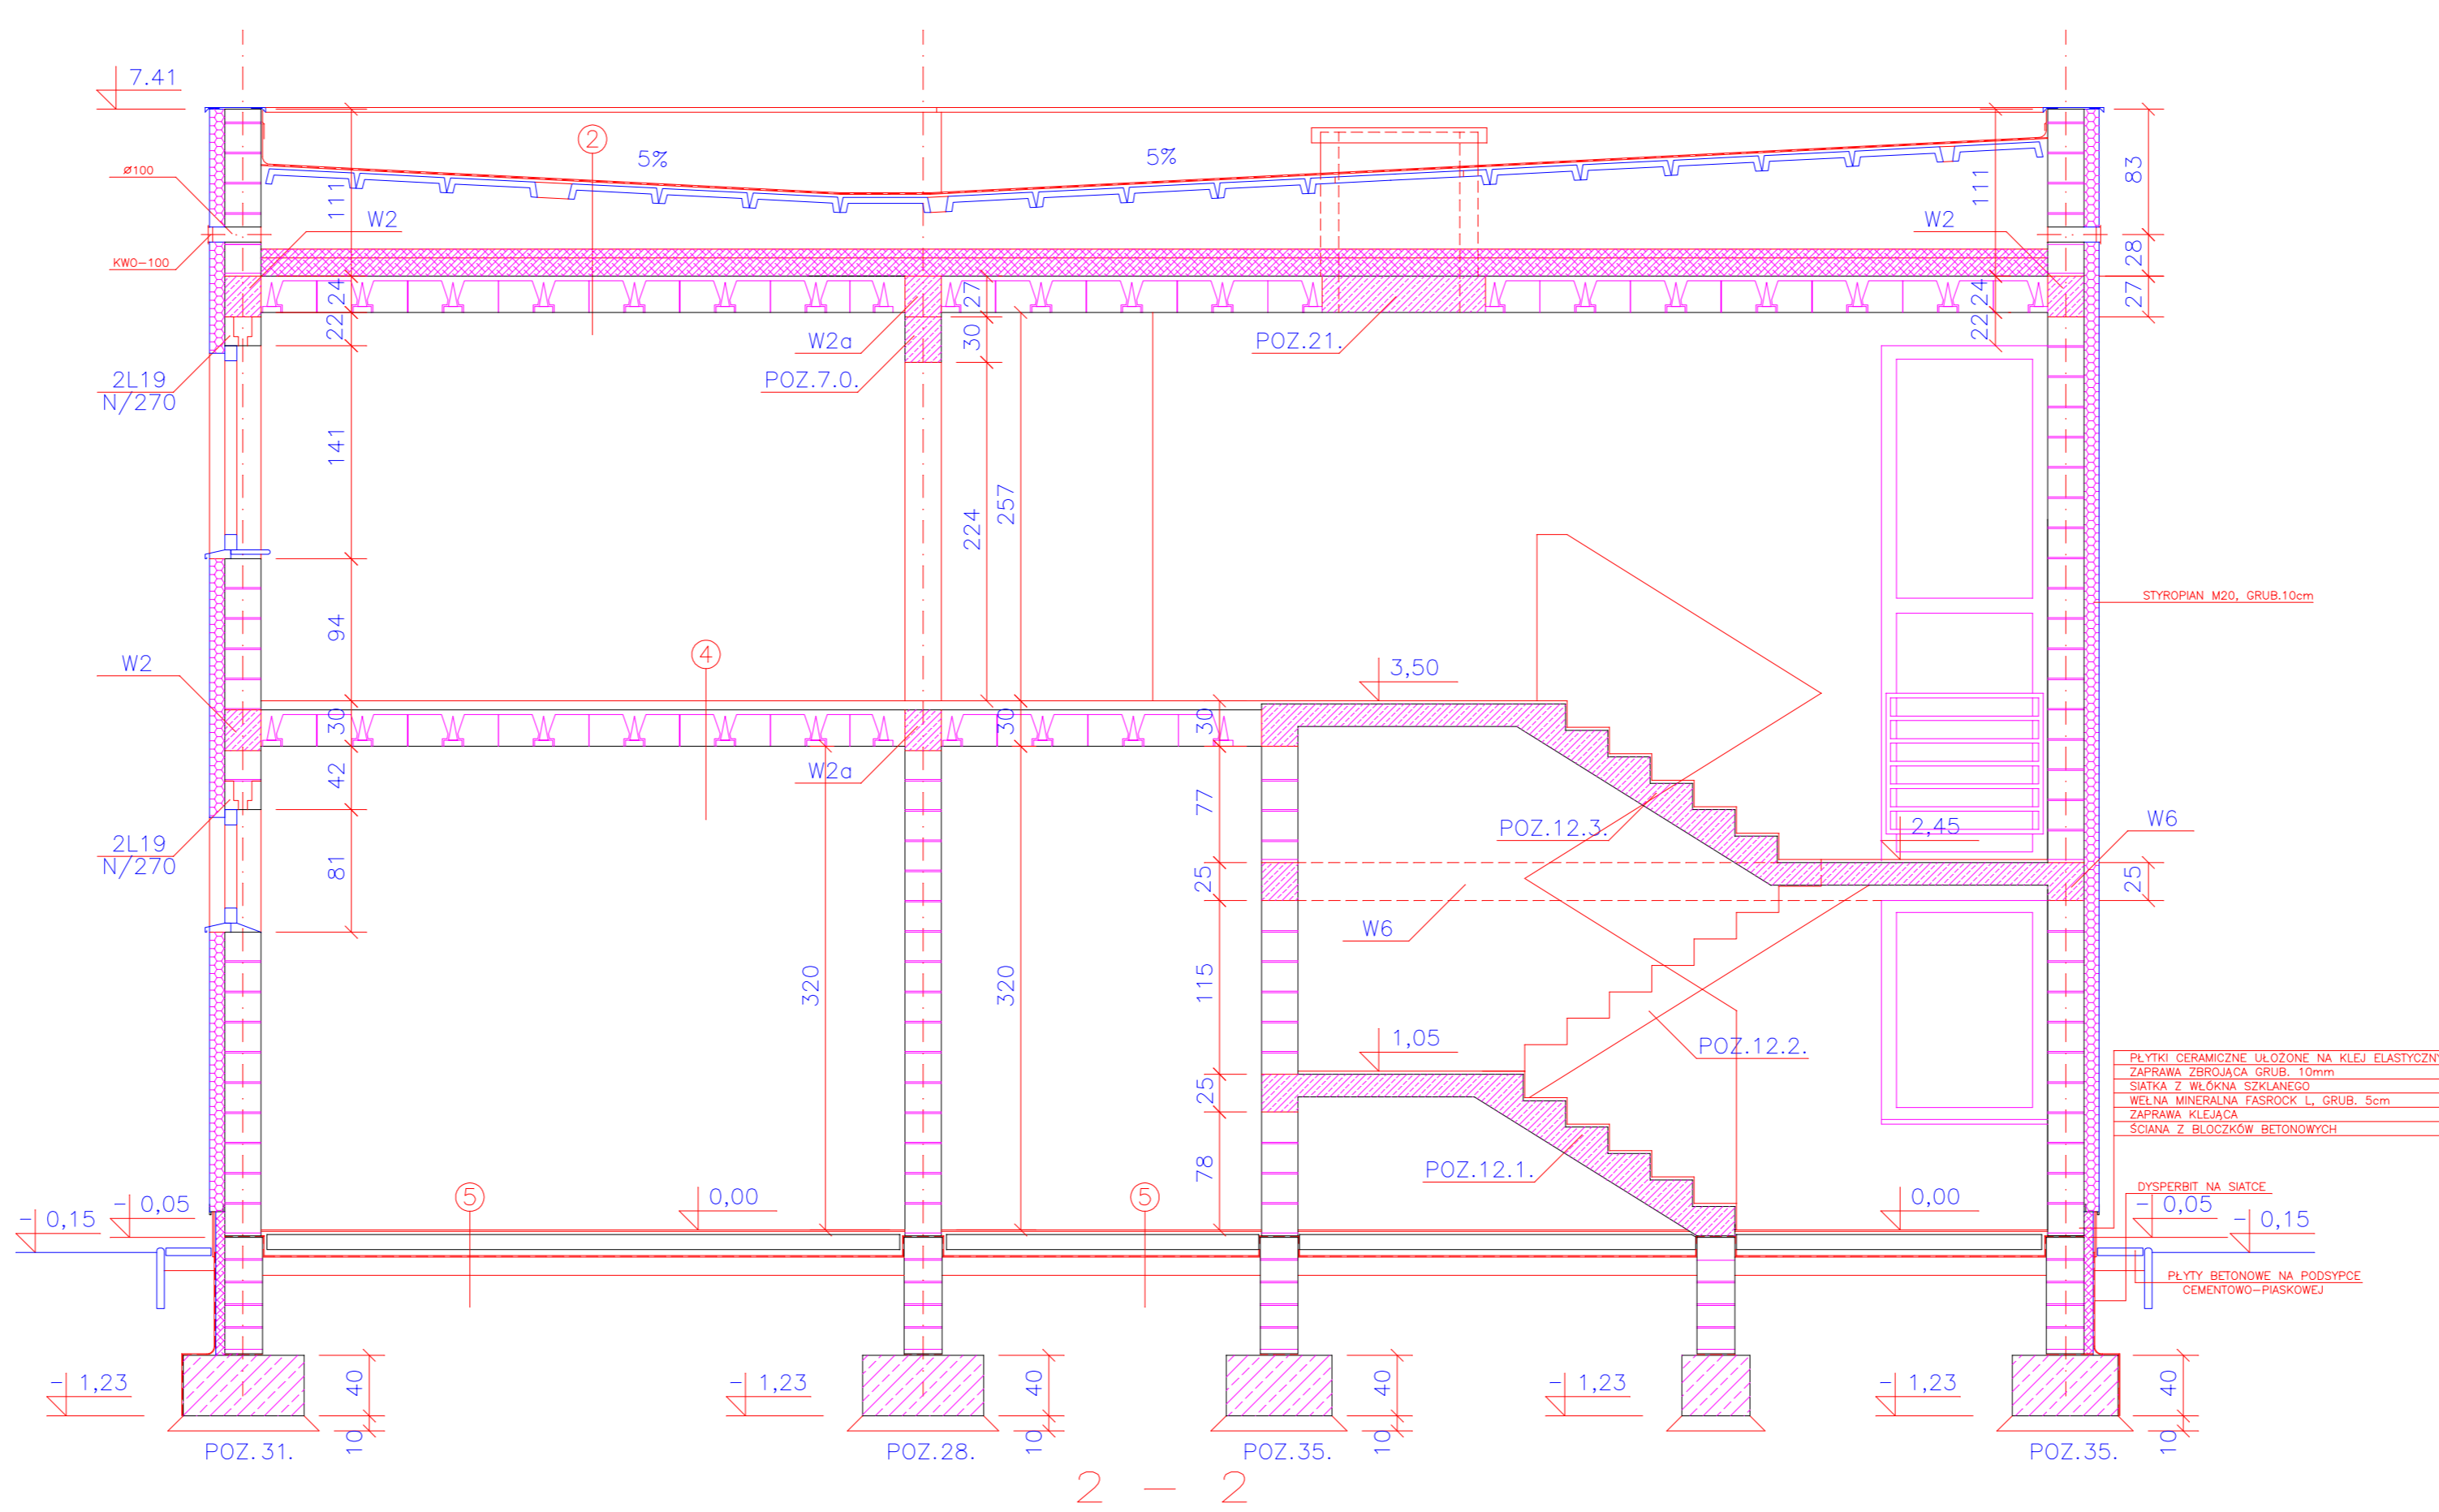 7.41
Ø100
KWO-100
111
2
5%
5%
111
83
W2
W2
28
24
22
27
30
24
22
27
W2a
POZ.7.0.
POZ.21.
2L19
N/270
141
224
257
STYROPIAN M20, GRUB.10cm
94
4
W2
3,50
30
30
30
W2a
42
2L19
N/270
81
77
POZ.12.3.
2,45
W6
25
25
W6
320
320
115
1,05
POZ.12.2.
25
78
POZ.12.1.
PŁYTKI CERAMICZNE UŁOŻONE NA KLEJ
ZAPRAWA ZBROJĄCA GRUB. 10mm
SIATKA Z WŁÓKNA SZKLANEGO
WEŁNA MINERALNA FASROCK L, GRUB. 5cm
ZAPRAWA KLEJĄCA
ŚCIANA Z BLOCZKÓW BETONOWYCH
DYSPERBIT NA SIATCE
- 0,15
- 0,05
5
0,00
5
0,00
- 0,05
- 0,15
PŁYTY BETONOWE NA PODSYPCE
CEMENTOWO-PIASKOWEJ
- 1,23
40
10
- 1,23
40
10
40
10
- 1,23
- 1,23
40
10
POZ.31.
POZ.28.
POZ.35.
POZ.35.
2 - 2